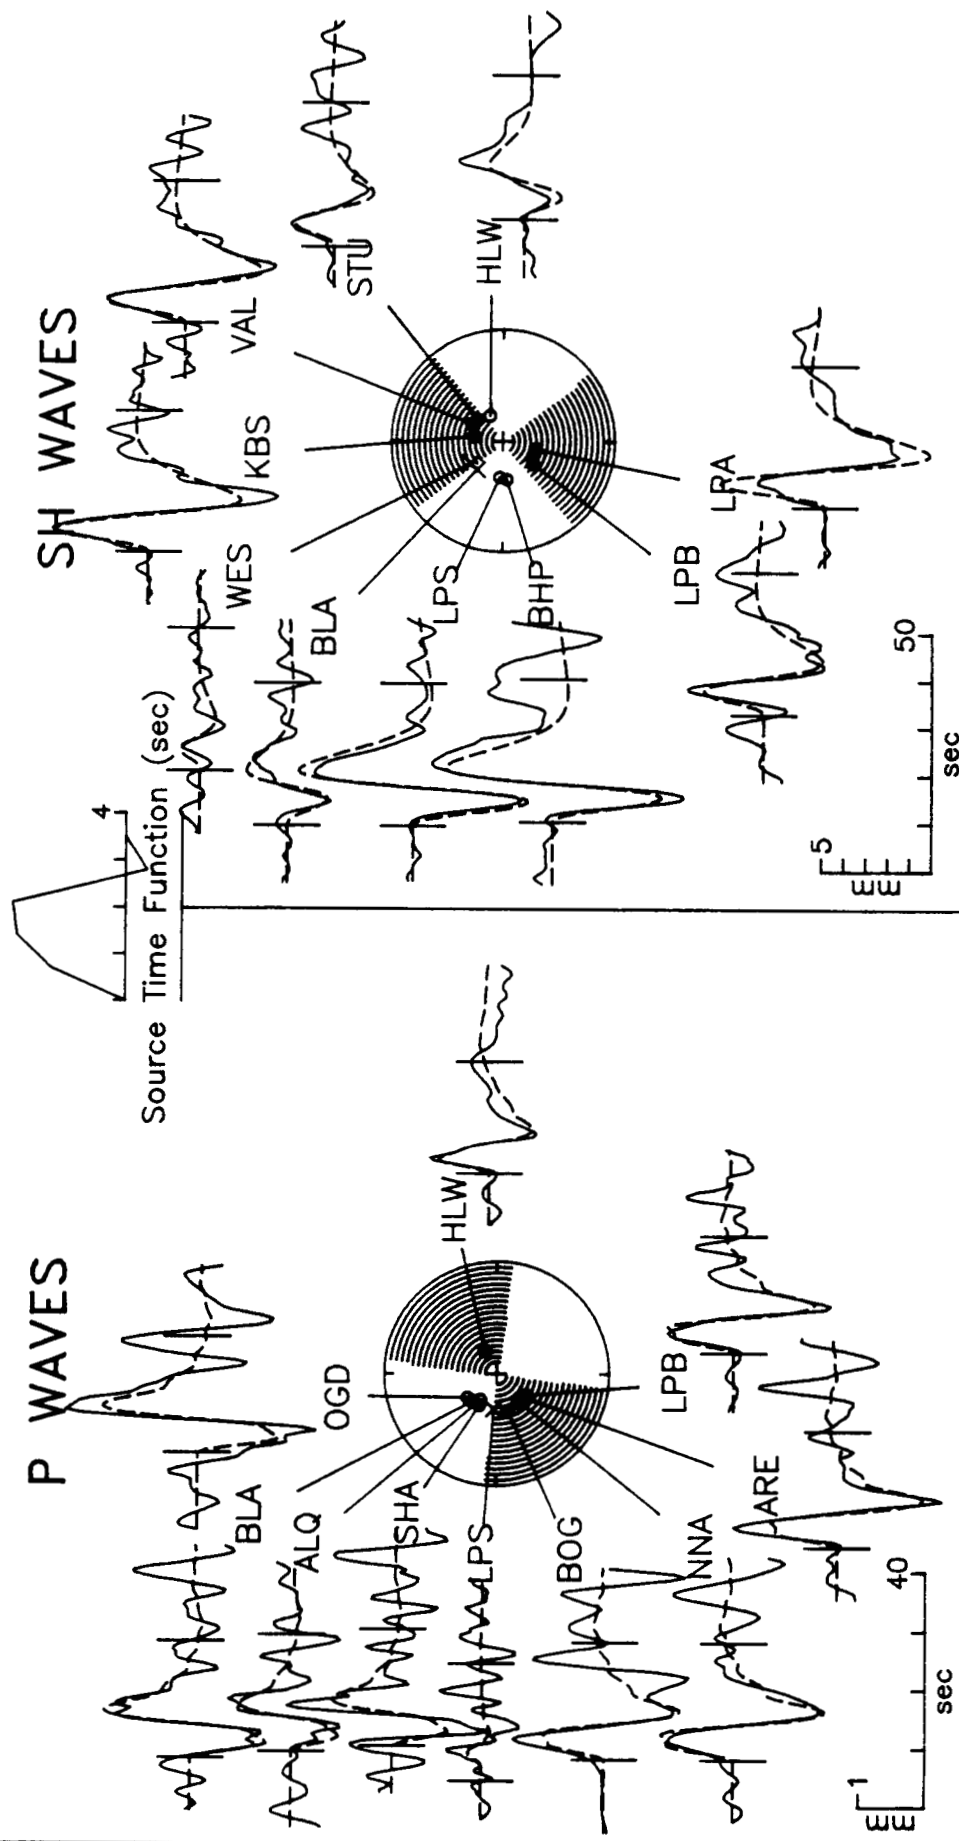 P WAVES
SH WAVES
Source Time Function (sec)
4
OGD
BLA
ALQ
SHA
LPS
BOG
NNA
ARE
LPB
HLW
1
mm
40
sec
VAL
STU
KBS
WES
BLA
LPS
BHP
LPB
LRA
HLW
5
mm
50
sec